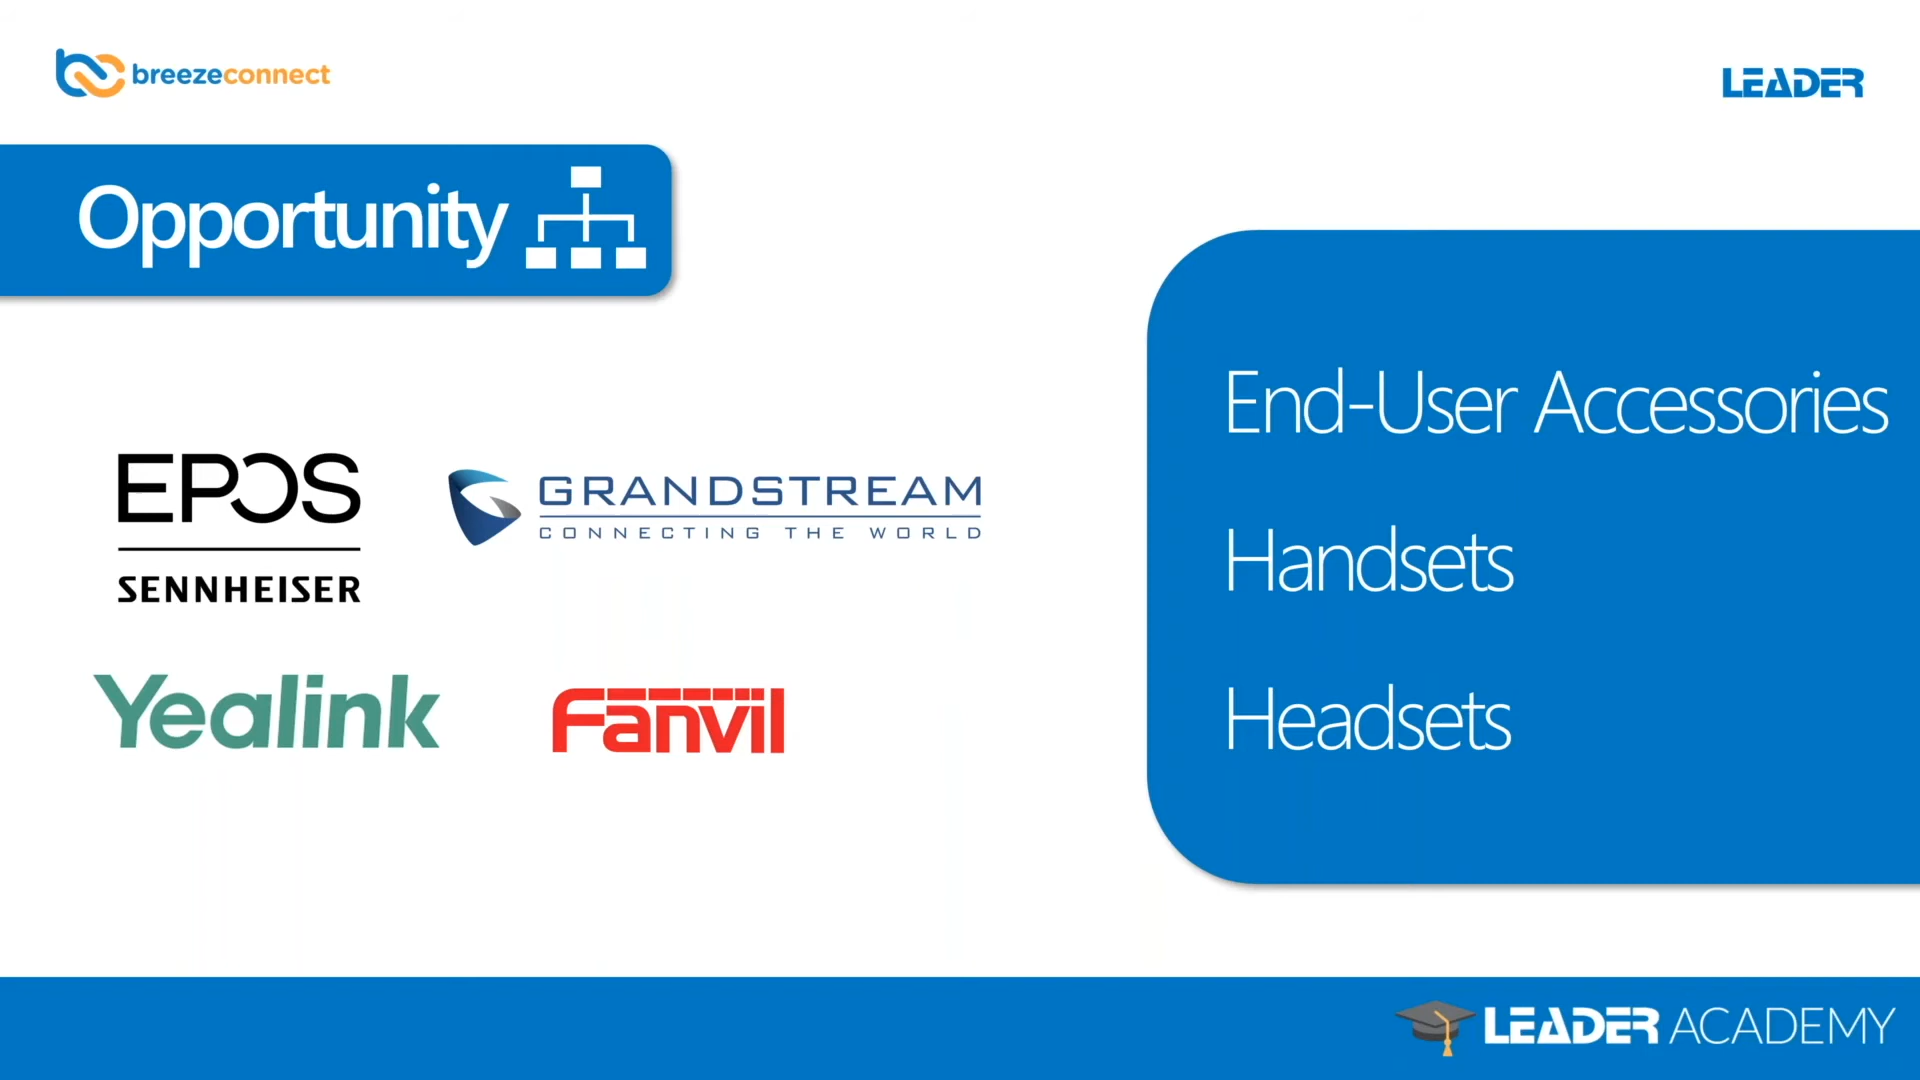 breezeconnect
LEADER
Opportunity
EPOS
SENNHEISER
GRANDSTREAM
CONNECTING THE WORLD
Yealink
Fanvil
End-User Accessories
Handsets
Headsets
LEADER ACADEMY